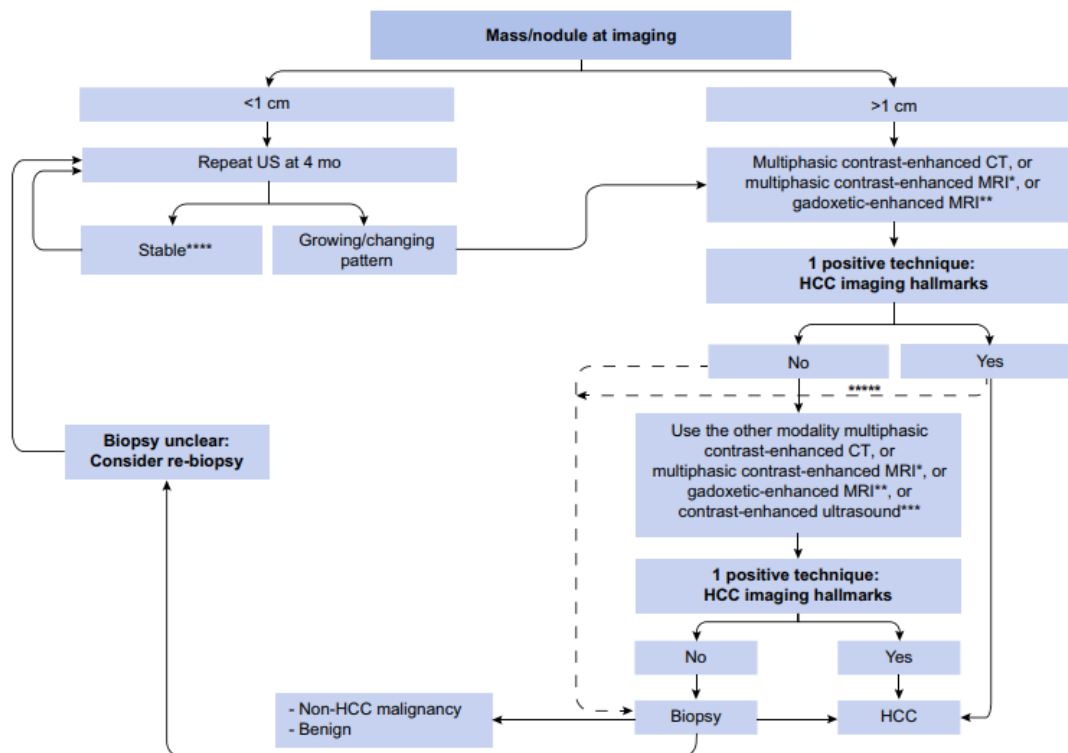 Mass/nodule at imaging
<1 cm
>1 cm
Repeat US at 4 mo
Multiphasic contrast-enhanced CT, or
multiphasic contrast-enhanced MRI*, or
gadoxetic-enhanced MRI**
Stable****
Growing/changing
pattern
1 positive technique:
HCC imaging hallmarks
No
Yes
*****
Biopsy unclear:
Consider re-biopsy
Use the other modality multiphasic
contrast-enhanced CT, or
multiphasic contrast-enhanced MRI*, or
gadoxetic-enhanced MRI**, or
contrast-enhanced ultrasound***
1 positive technique:
HCC imaging hallmarks
No
Yes
- Non-HCC malignancy
- Benign
Biopsy
HCC